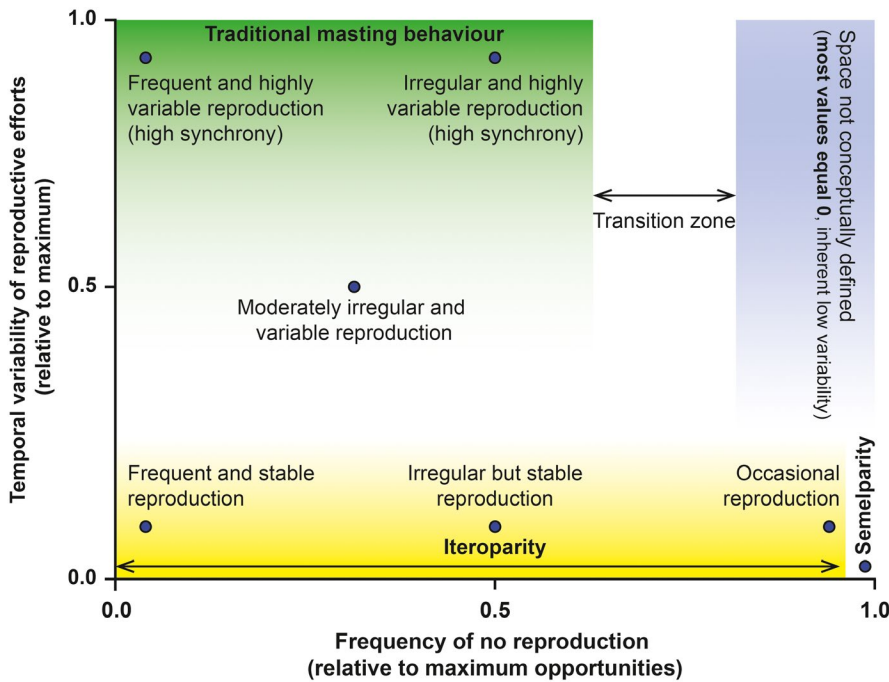 1.0
0.5
0.0
Temporal variability of reproductive efforts
(relative to maximum)
Traditional masting behaviour
Frequent and highly
variable reproduction
(high synchrony)
Irregular and highly
variable reproduction
(high synchrony)
Transition zone
Space not conceptually defined
(most values equal 0, inherent low variability)
Moderately irregular and
variable reproduction
Frequent and stable
reproduction
Irregular but stable
reproduction
Occasional
reproduction
Semelparity
Iteroparity
0.0
0.5
1.0
Frequency of no reproduction
(relative to maximum opportunities)